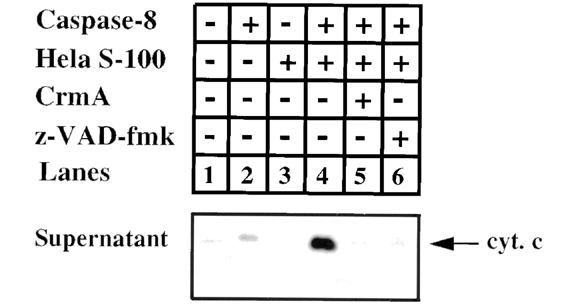 Caspase-8 - + - + + +
Hela S-100 - - + + + +
CrmA - - - - + -
z-VAD-fmk - - - - - +
Lanes 1 2 3 4 5 6
Supernatant cyt. c